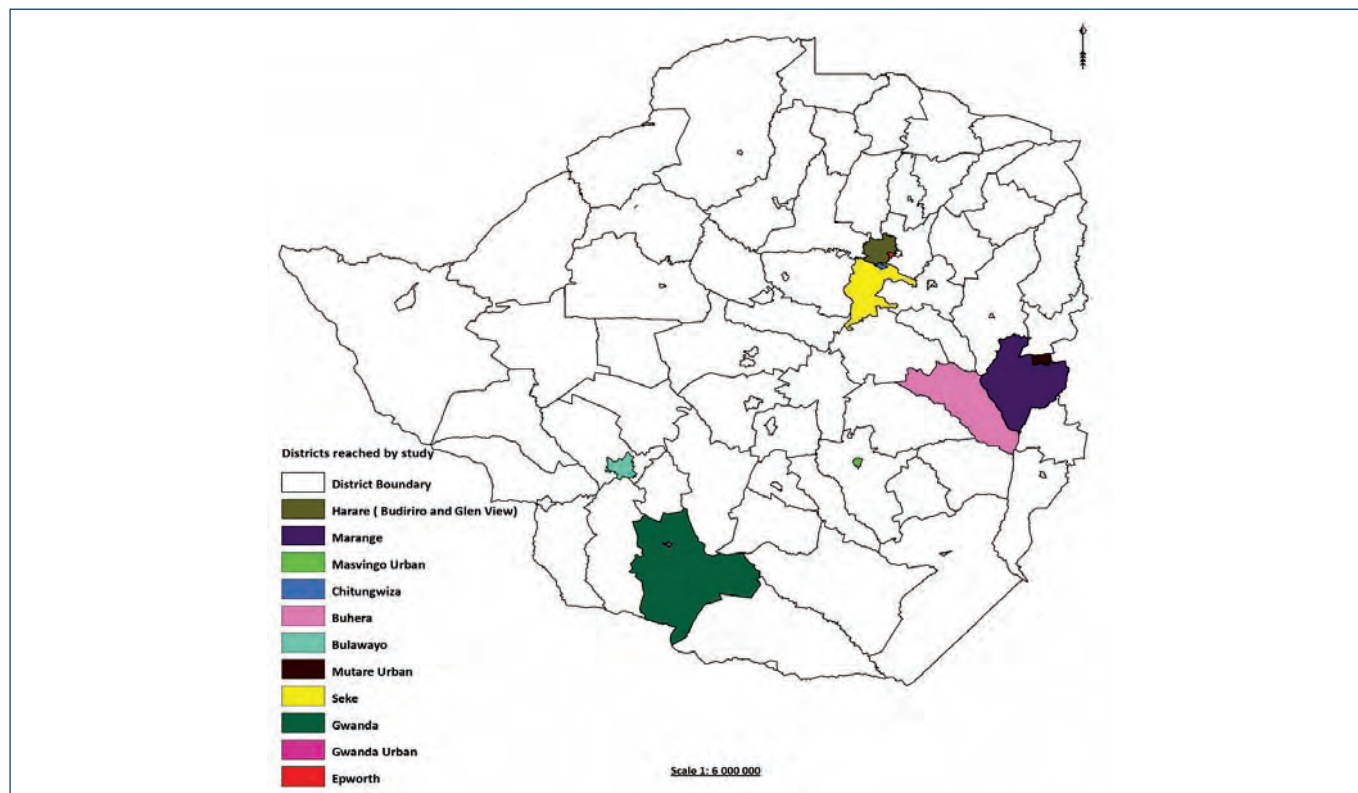 Districts reached by study
District Boundary
Harare ( Budiriro and Glen View)
Marange
Masvingo Urban
Chitungwiza
Buhera
Bulawayo
Mutare Urban
Seke
Gwanda
Gwanda Urban
Epworth
Scale 1: 6 000 000